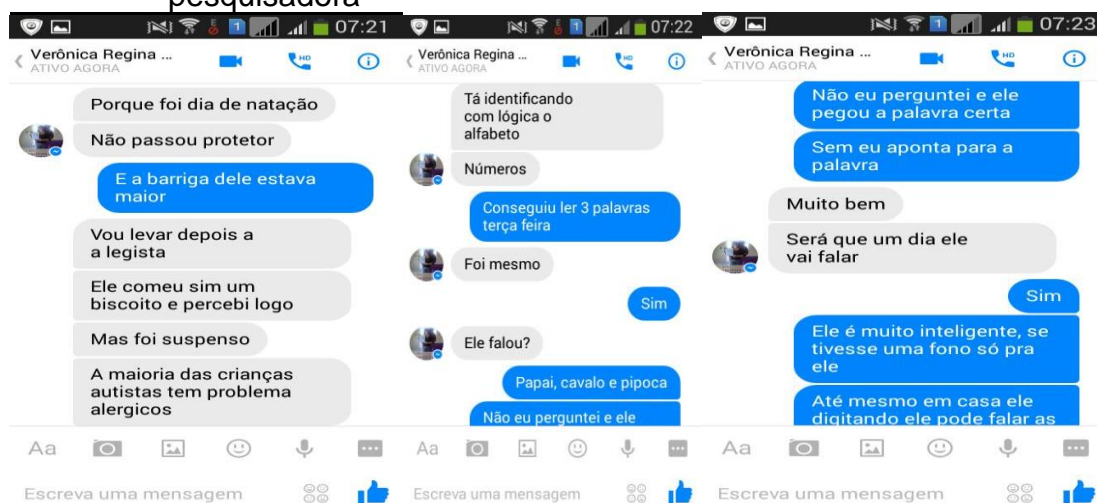 pesquisadora
07:21
Verônica Regina ...
ATIVO AGORA
HD
Porque foi dia de natação
Não passou protetor
E a barriga dele estava
maior
Vou levar depois a
a legista
Ele comeu sim um
biscoito e percebi logo
Mas foi suspenso
A maioria das crianças
autistas tem problema
alergicos
Aa
Escreva uma mensagem
1
07:22
Verônica Regina ...
ATIVO AGORA
HD
Tá identificando
com lógica o
alfabeto
Números
Conseguiu ler 3 palavras
terça feira
Foi mesmo
Sim
Ele falou?
Papai, cavalo e pipoca
Não eu perguntei e ele
Aa
Escreva uma mensagem
1
07:23
Verônica Regina ...
ATIVO AGORA
HD
Não eu perguntei e ele
pegou a palavra certa
Sem eu aponta para a
palavra
Muito bem
Será que um dia ele
vai falar
Sim
Ele é muito inteligente, se
tivesse uma fono só pra
ele
Até mesmo em casa ele
digitando ele pode falar as
Aa
Escreva uma mensagem
1